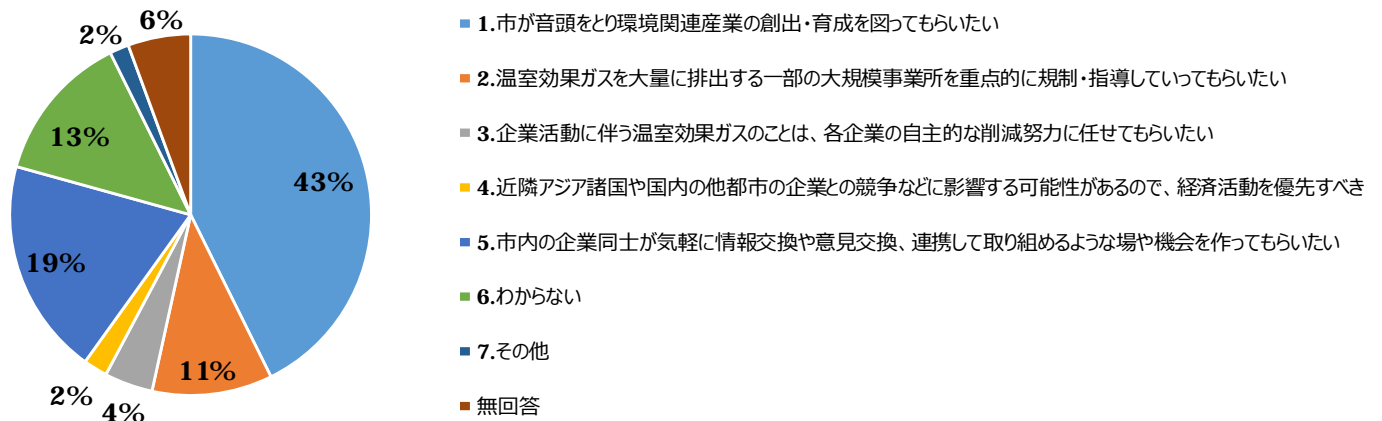 6%
2%
1.市が音頭をとり環境関連産業の創出・育成を図ってもらいたい
2.温室効果ガスを大量に排出する一部の大規模事業所を重点的に規制・指導していってもらいたい
13%
3.企業活動に伴う温室効果ガスのことは、各企業の自主的な削減努力に任せてもらいたい
43%
4.近隣アジア諸国や国内の他都市の企業との競争などに影響する可能性があるので、経済活動を優先すべき
19%
5.市内の企業同士が気軽に情報交換や意見交換、連携して取り組めるような場や機会を作ってもらいたい
6.わからない
7.その他
11%
2%
4%
無回答